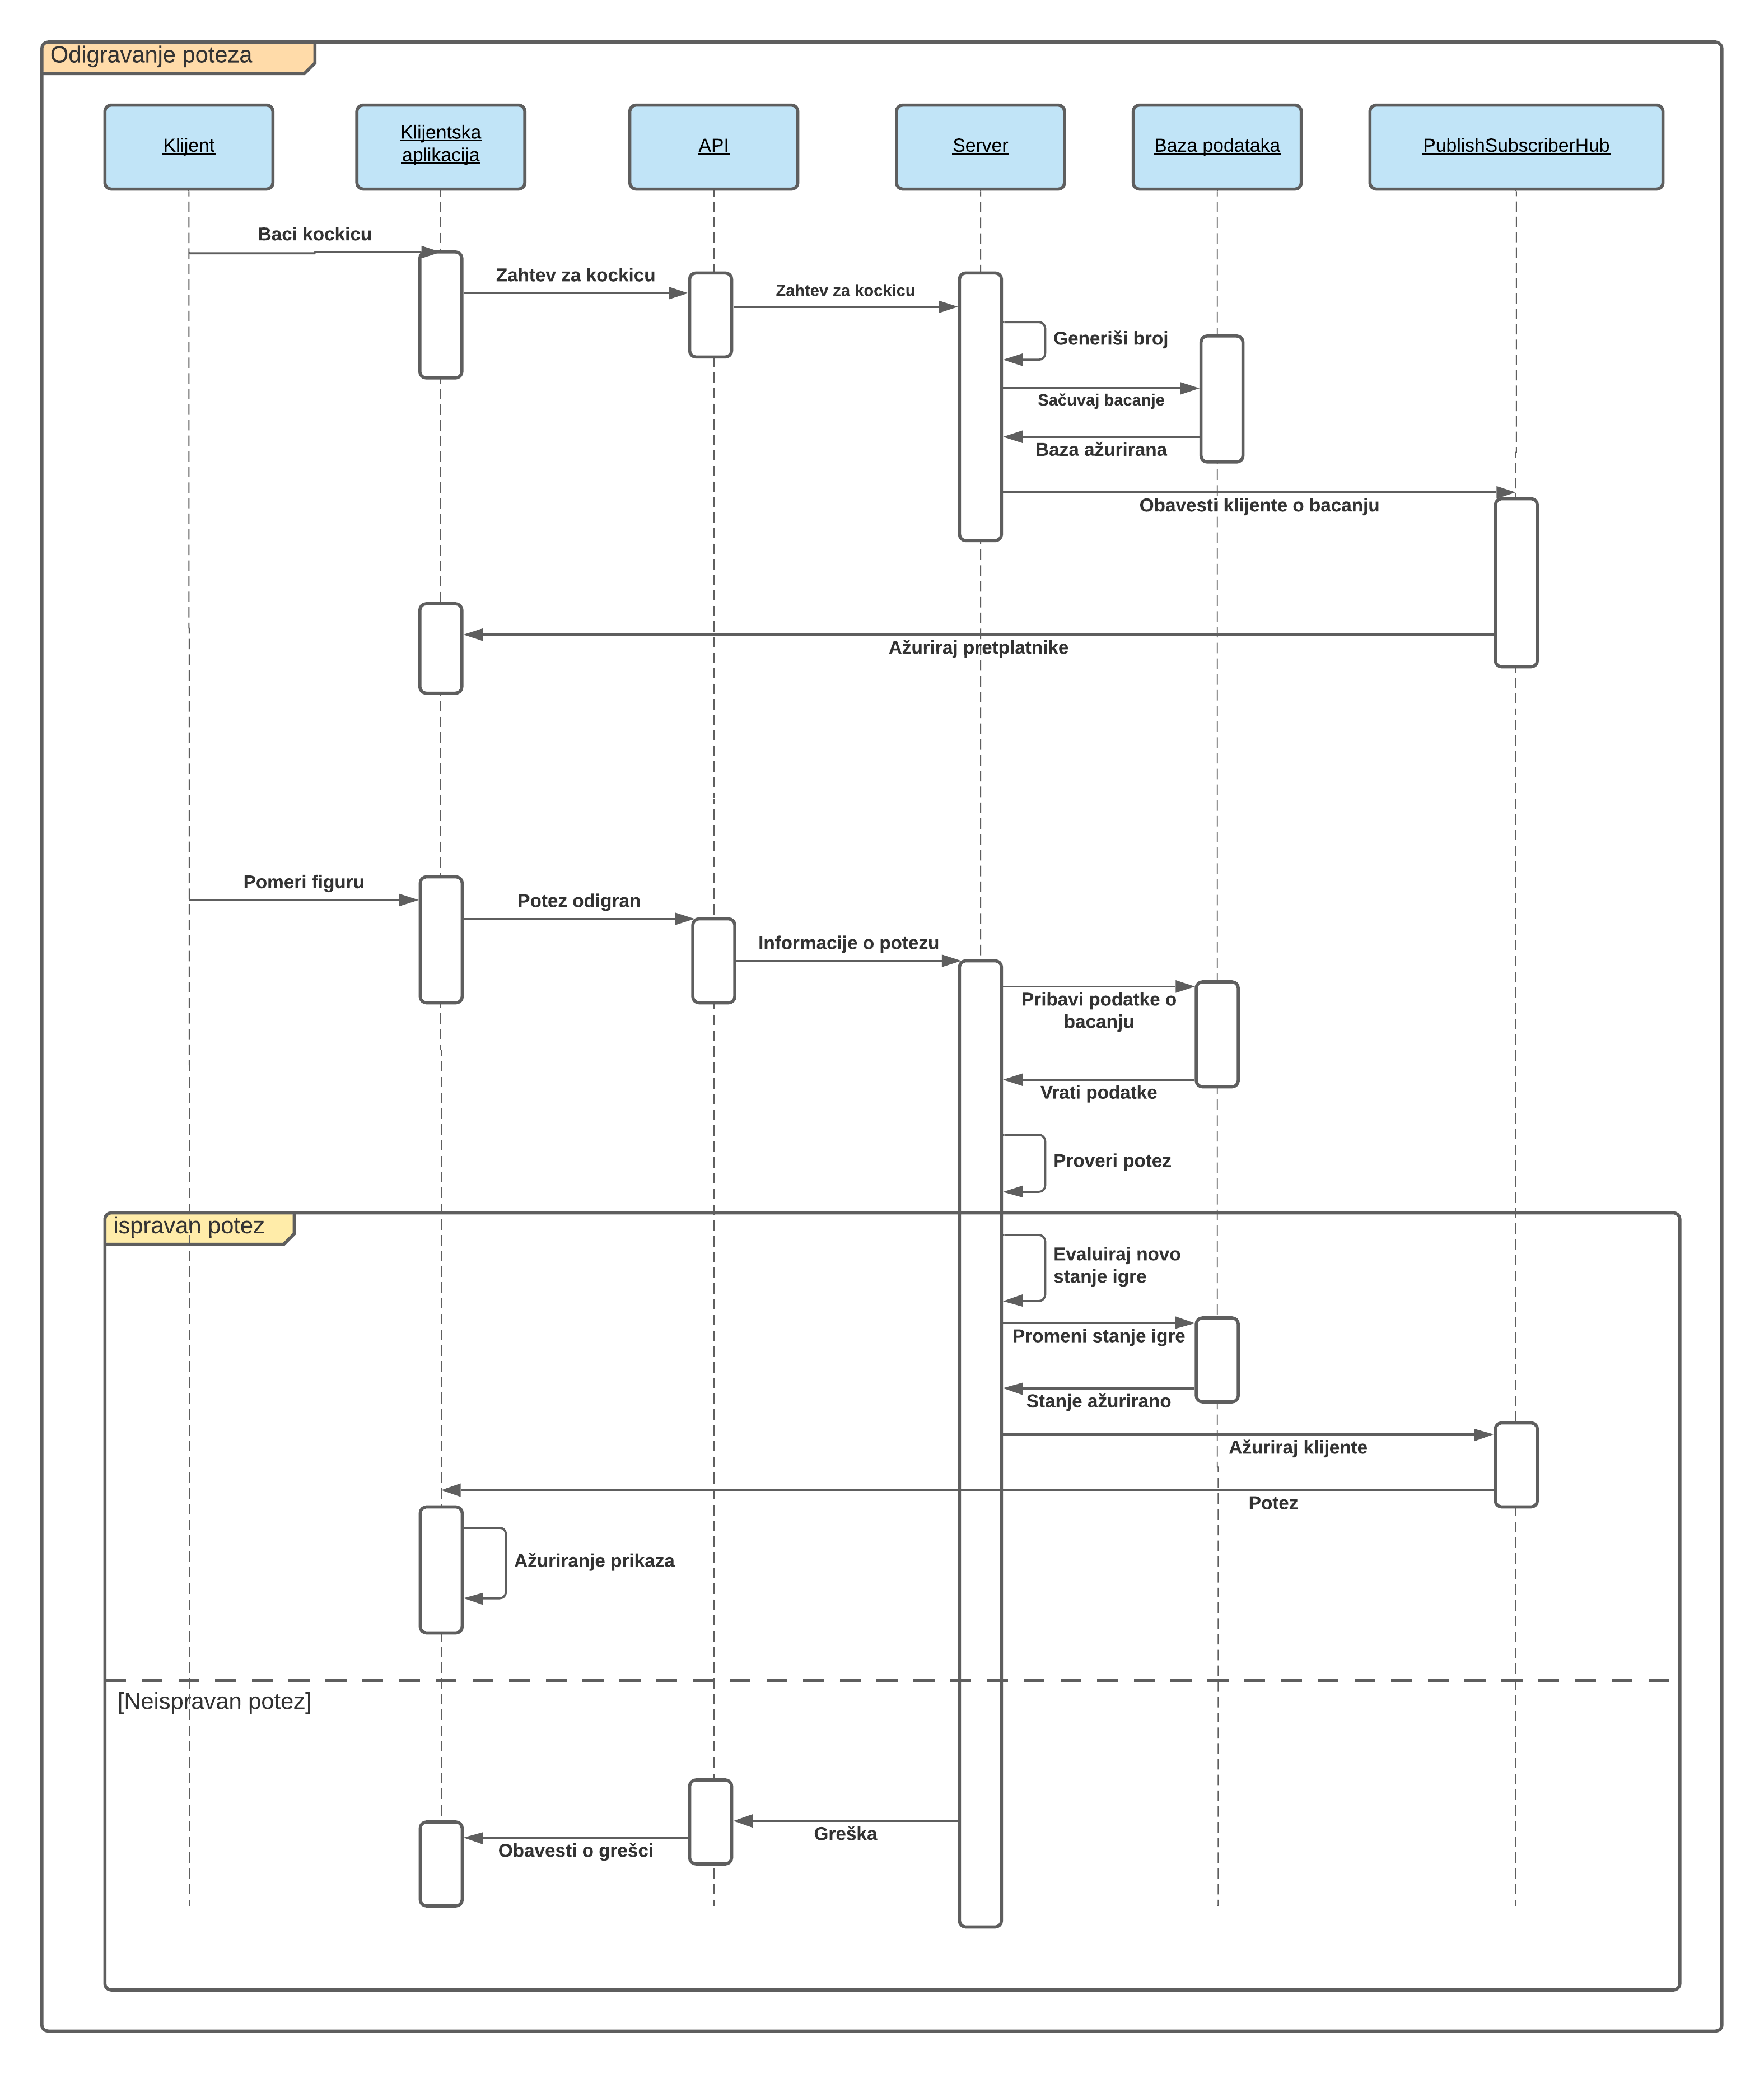 Odigravanje poteza
Klijent
Klijentska
aplikacija
API
Server
Baza podataka
PublishSubscriberHub
Baci kockicu
Zahtev za kockicu
Zahtev za kockicu
Generiši broj
Sačuvaj bacanje
Baza ažurirana
Obavesti klijente o bacanju
Ažuriraj pretplatnike
Pomeri figuru
Potez odigran
Informacije o potezu
Pribavi podatke o
bacanju
Vrati podatke
Proveri potez
ispravan potez
Evaluiraj novo
stanje igre
Promeni stanje igre
Stanje ažurirano
Ažuriraj klijente
Potez
Ažuriranje prikaza
[Neispravan potez]
Greška
Obavesti o grešci